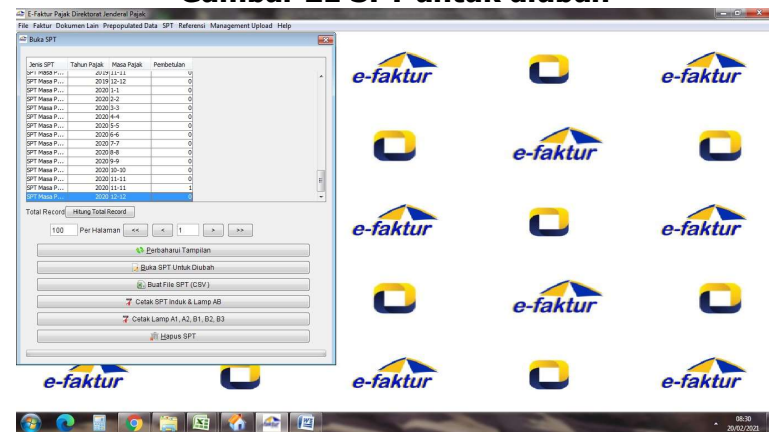 Gambar 21 SPT untuk diubah
E-Faktur Pajak Direktorat Jenderal Pajak
File Faktur Dokumen Lain Prepopulated Data SPT Referensi Management Upload Help
Buka SPT
Jenis SPT Tahun Pajak Masa Pajak Pembetulan
SPT Masa P... 2019 11-11 0
SPT Masa P... 2019 12-12 0
SPT Masa P... 2020 1-1 0
SPT Masa P... 2020 2-2 0
SPT Masa P... 2020 3-3 0
SPT Masa P... 2020 4-4 0
SPT Masa P... 2020 5-5 0
SPT Masa P... 2020 6-6 0
SPT Masa P... 2020 7-7 0
SPT Masa P... 2020 8-8 0
SPT Masa P... 2020 9-9 0
SPT Masa P... 2020 10-10 0
SPT Masa P... 2020 11-11 0
SPT Masa P... 2020 11-11 1
SPT Masa P... 2020 12-12 0
Total Record Hitung Total Record
100 Per Halaman << < 1 > >>
Perbaharui Tampilan
Buka SPT Untuk Diubah
Buat File SPT (CSV)
Cetak SPT Induk & Lamp AB
Cetak Lamp A1, A2, B1, B2, B3
Hapus SPT
e-faktur e-faktur
e-faktur
e-faktur e-faktur
e-faktur
e-faktur e-faktur e-faktur
08:30
20/02/2021